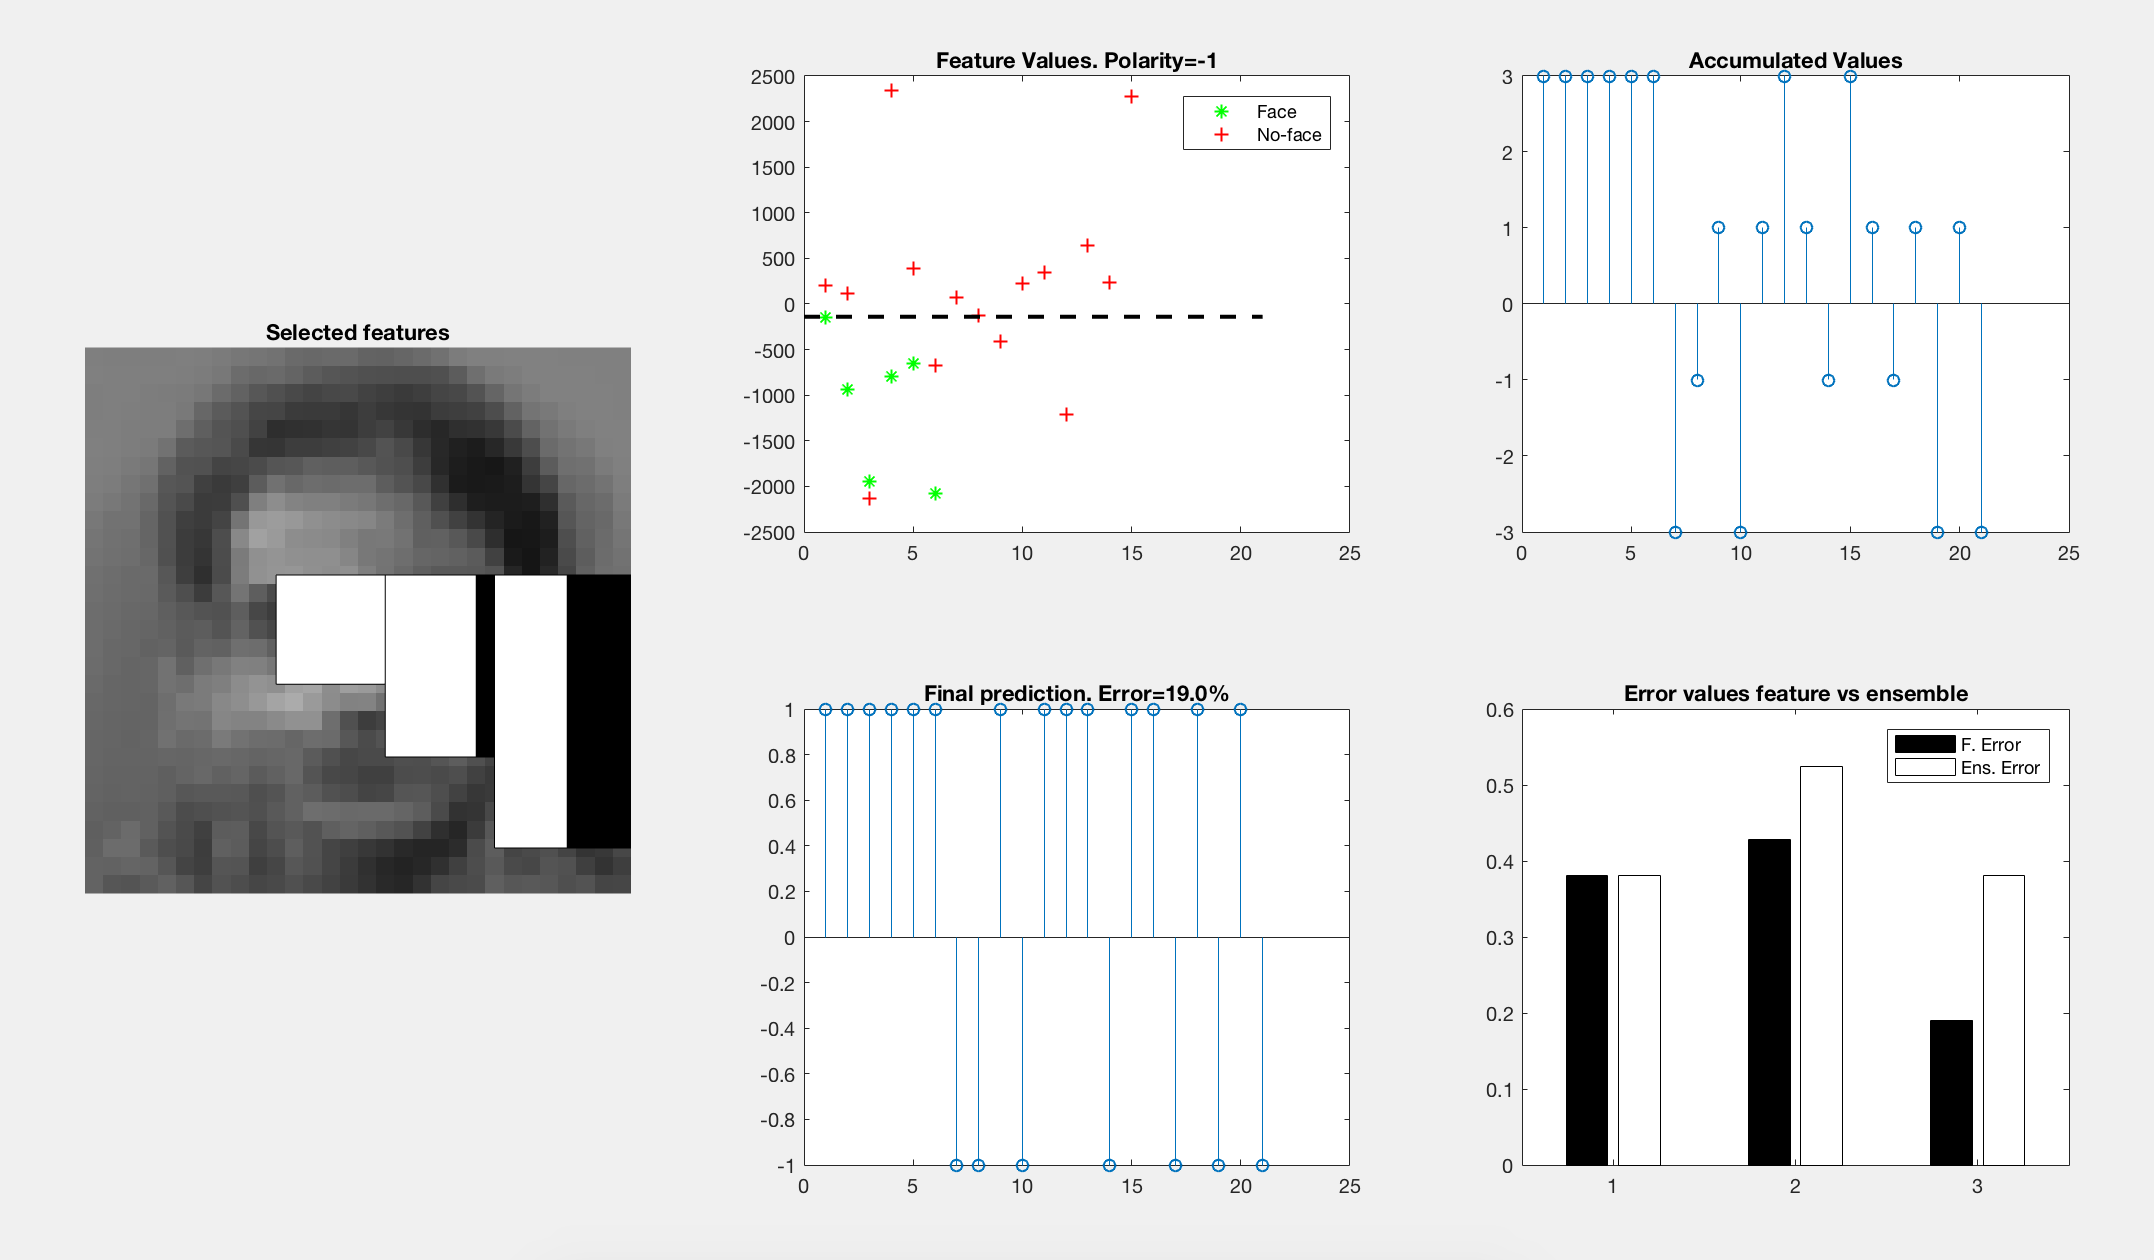 Selected features
Feature Values. Polarity=-1
2500
2000
1500
1000
500
0
-500
-1000
-1500
-2000
-2500
0 5 10 15 20 25
Face
No-face
Accumulated Values
3
2
1
0
-1
-2
-3
0 5 10 15 20 25
Final prediction. Error=19.0%
1
0.8
0.6
0.4
0.2
0
-0.2
-0.4
-0.6
-0.8
-1
0 5 10 15 20 25
Error values feature vs ensemble
0.6
0.5
0.4
0.3
0.2
0.1
0
1 2 3
F. Error
Ens. Error